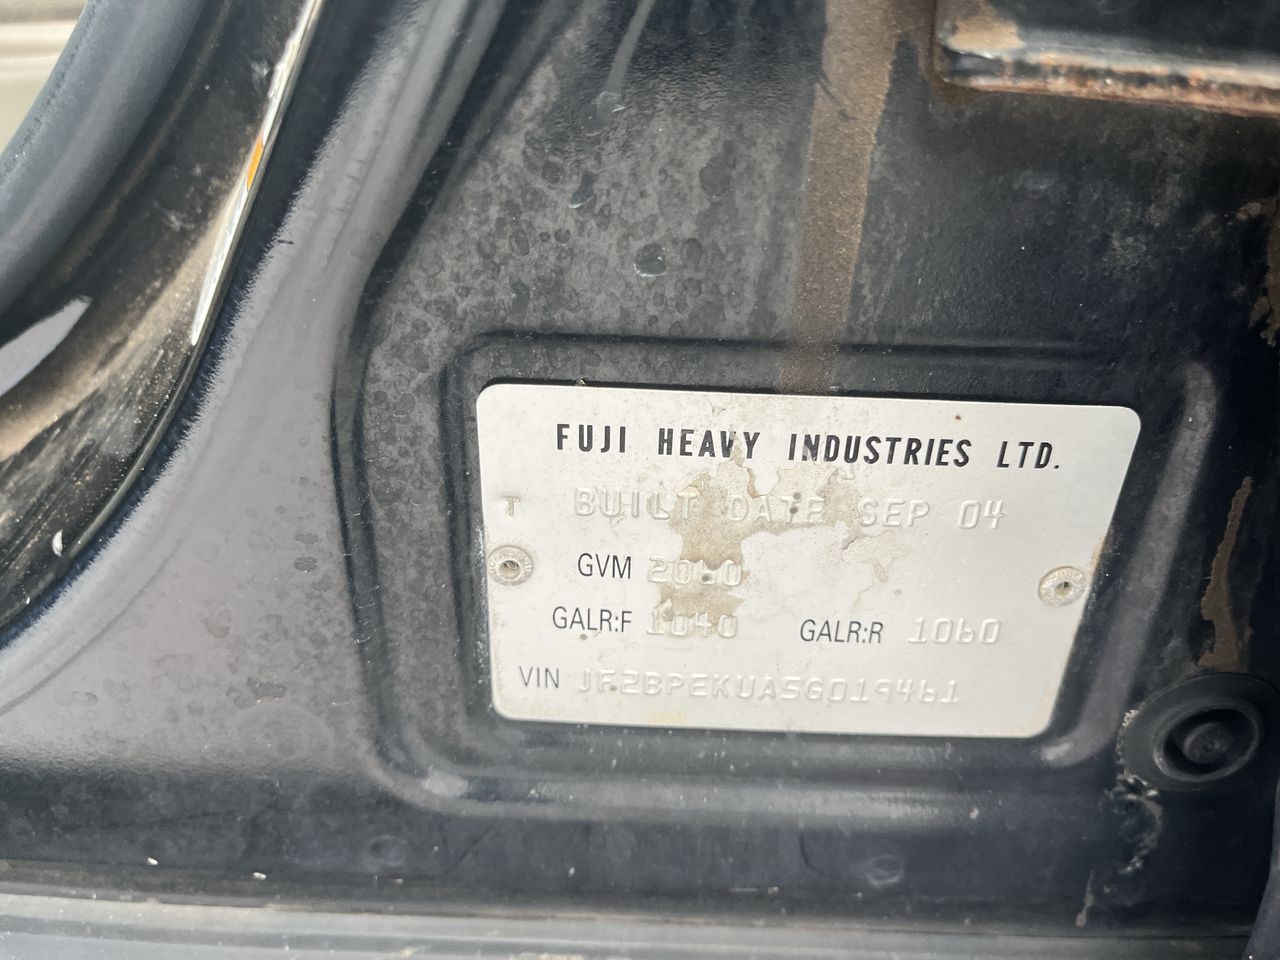 FUJI HEAVY INDUSTRIES LTD.
T BUILT DATE SEP 04
GVM 2060
GALR:F 1040 GALR:R 1060
VIN JF2BPEKUA5G019461